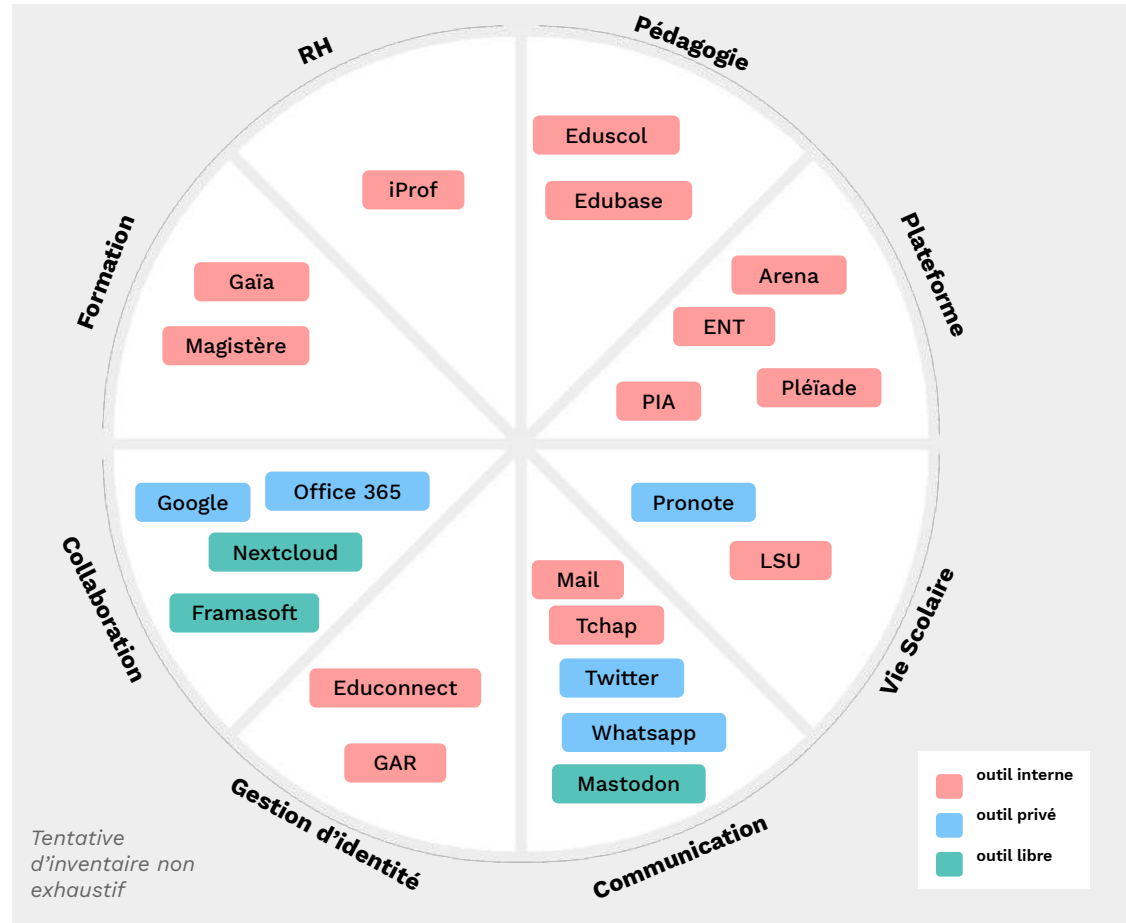 RH
Pédagogie
Eduscol
iProf
Edubase
Formation
Plateforme
Gaïa
Arena
Magistère
ENT
Pléïade
PIA
Google
Office 365
Pronote
Nextcloud
LSU
Collaboration
Framasoft
Mail
Tchap
Vie Scolaire
Educonnect
Twitter
GAR
Whatsapp
Mastodon
Gestion d’identité
Communication
outil interne
outil privé
outil libre
Tentative
d’inventaire non
exhaustif